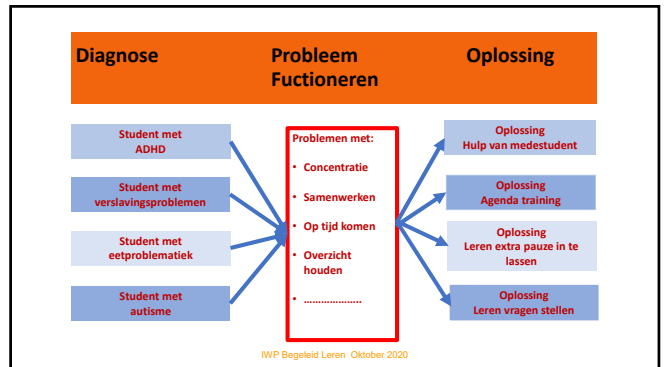 Diagnose
Probleem
Fuctioneren
Oplossing
Student met
ADHD
Student met
verslavingsproblemen
Student met
eetproblematiek
Student met
autisme
Problemen met:
• Concentratie
• Samenwerken
• Op tijd komen
• Overzicht
houden
• ………………..
Oplossing
Hulp van medestudent
Oplossing
Agenda training
Oplossing
Leren extra pauze in te
lassen
Oplossing
Leren vragen stellen
IWP Begeleid Leren Oktober 2020